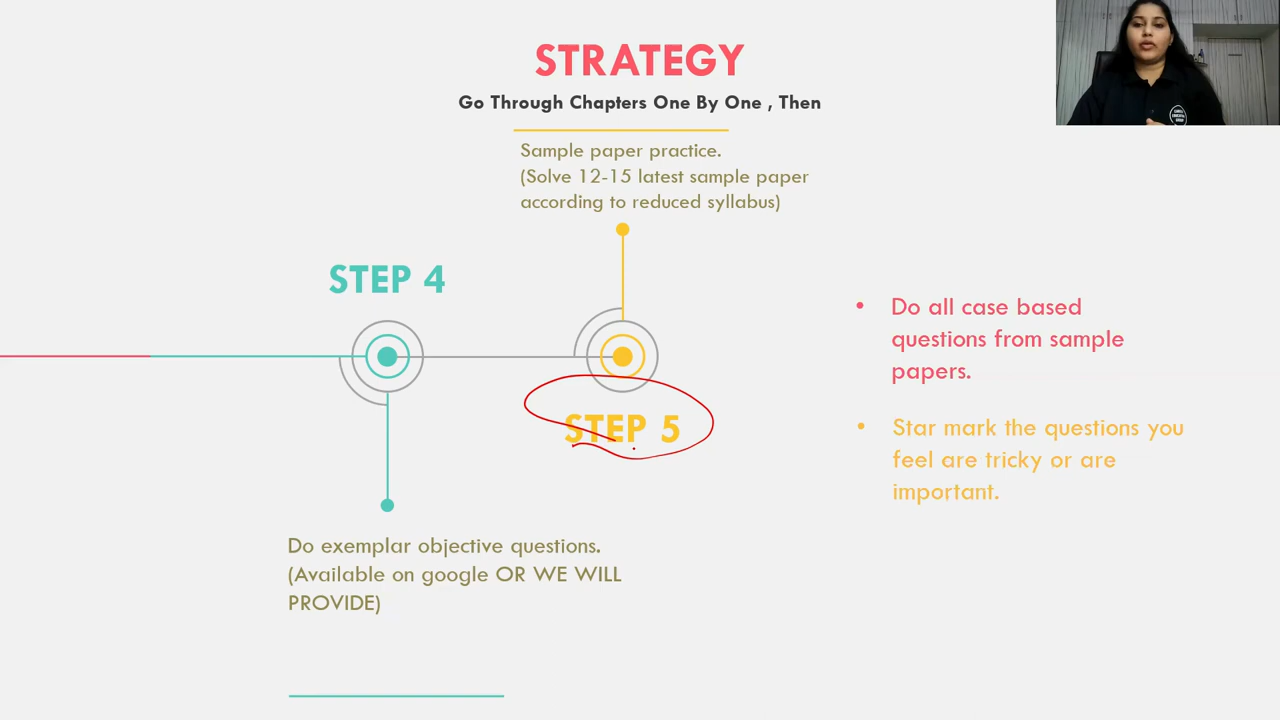 STRATEGY
Go Through Chapters One By One , Then
Sample paper practice.
(Solve 12-15 latest sample paper
according to reduced syllabus)
STEP 4
STEP 5
Do exemplar objective questions.
(Available on google OR WE WILL
PROVIDE)
• Do all case based
questions from sample
papers.
• Star mark the questions you
feel are tricky or are
important.